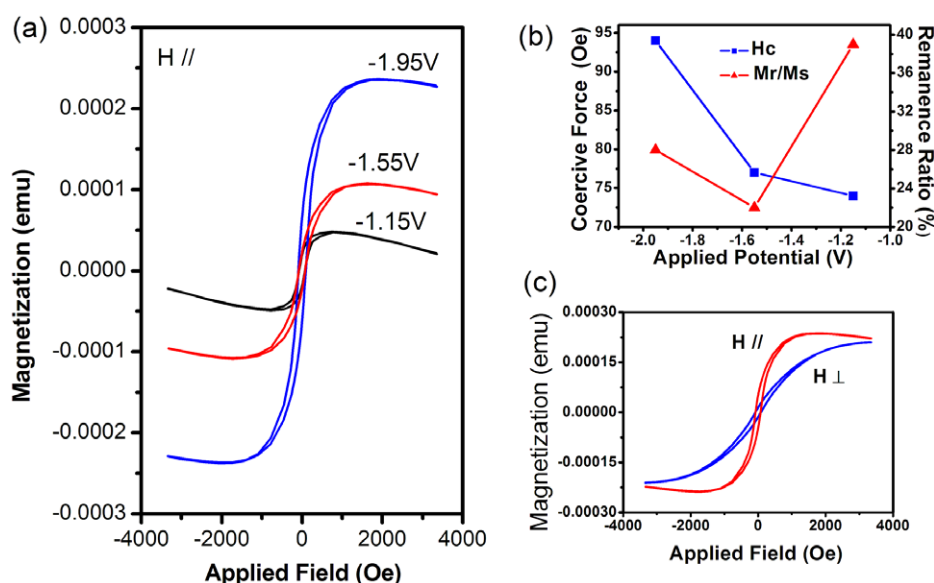 (a)
H //
-1.95V
-1.55V
-1.15V
0.0003
0.0002
0.0001
0.0000
-0.0001
-0.0002
-0.0003
Magnetization (emu)
-4000 -2000 0 2000 4000
Applied Field (Oe)
(b)
Hc
Mr/Ms
95
90
85
80
75
70
Coercive Force (Oe)
40
36
32
28
24
20
Remanence Ratio (%)
-2.0 -1.8 -1.6 -1.4 -1.2 -1.0
Applied Potential (V)
(c)
H //
H ⊥
0.00030
0.00015
0.00000
-0.00015
-0.00030
Magnetization (emu)
-4000 -2000 0 2000 4000
Applied Field (Oe)